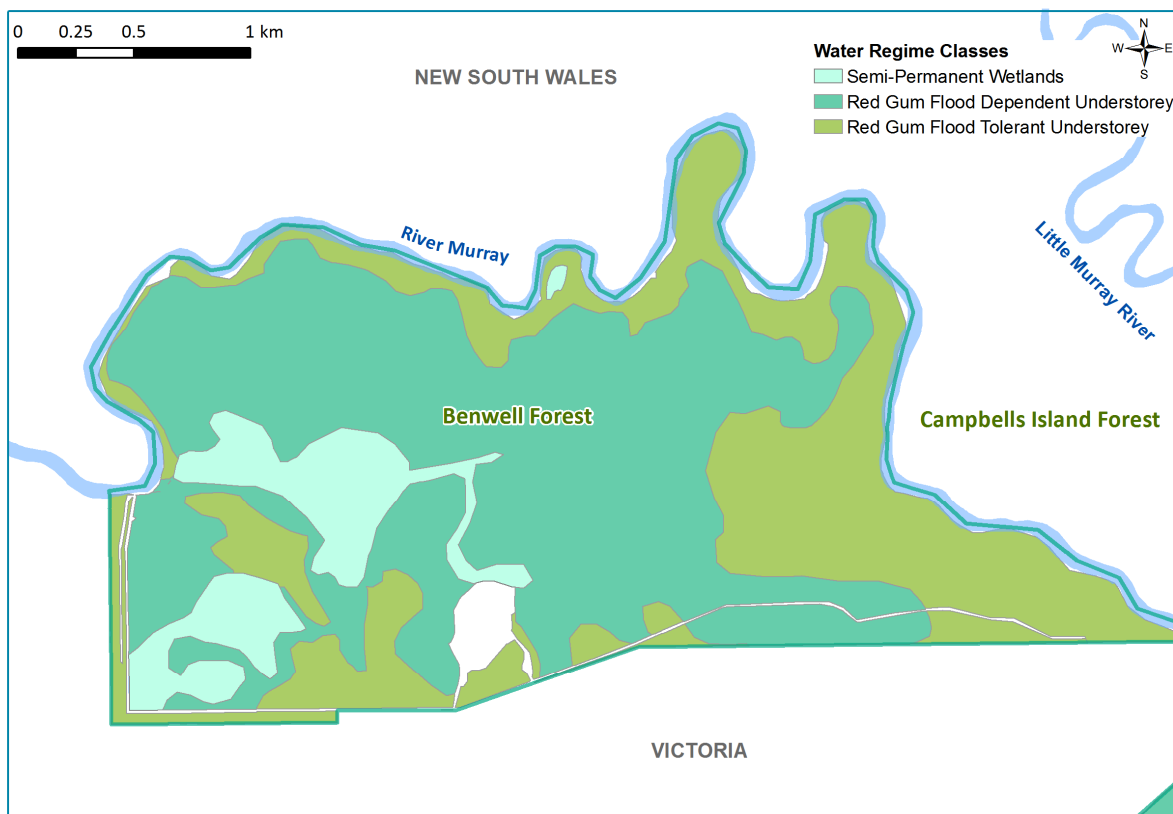 0 0.25 0.5 1 km
N
W E
S
Water Regime Classes
Semi-Permanent Wetlands
Red Gum Flood Dependent Understorey
Red Gum Flood Tolerant Understorey
NEW SOUTH WALES
River Murray
Little Murray River
Benwell Forest
Campbells Island Forest
VICTORIA